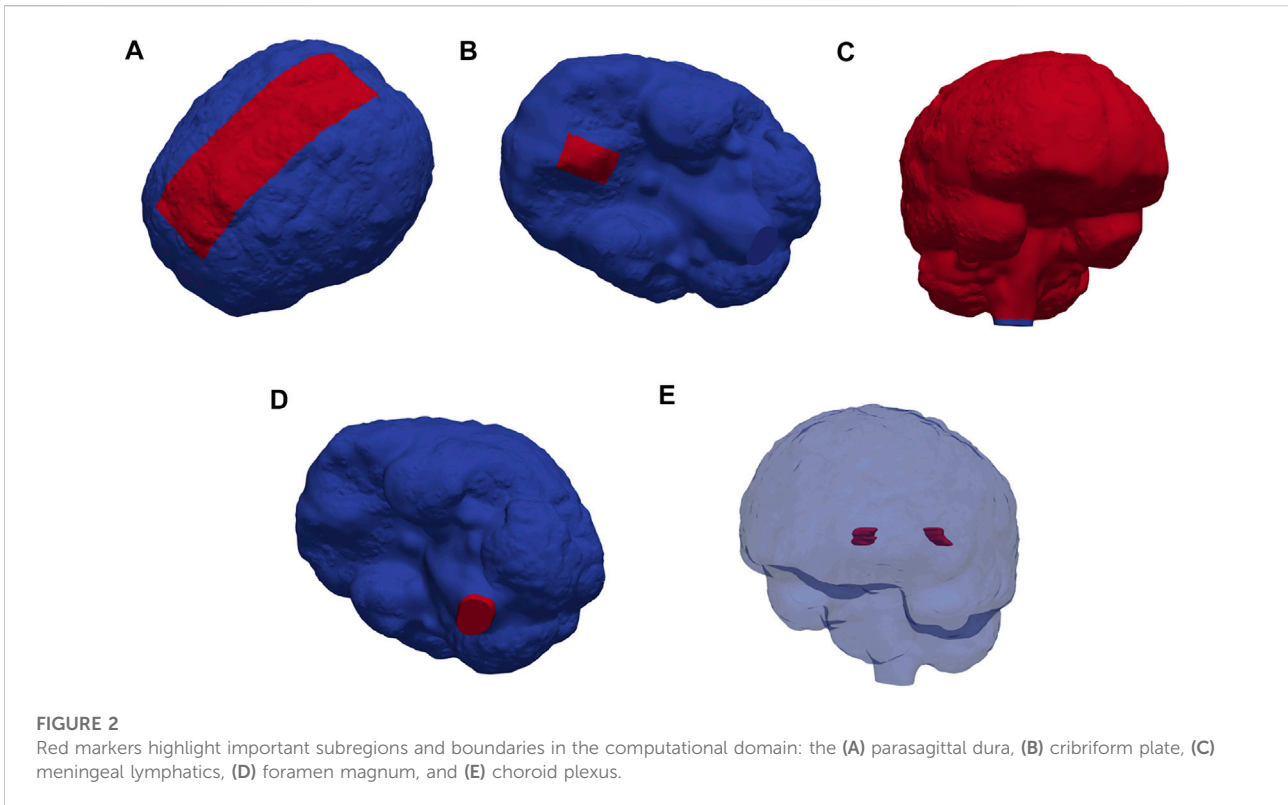 A
B
C
D
E
FIGURE 2
Red markers highlight important subregions and boundaries in the computational domain: the (A) parasagittal dura, (B) cribriform plate, (C)
meningeal lymphatics, (D) foramen magnum, and (E) choroid plexus.